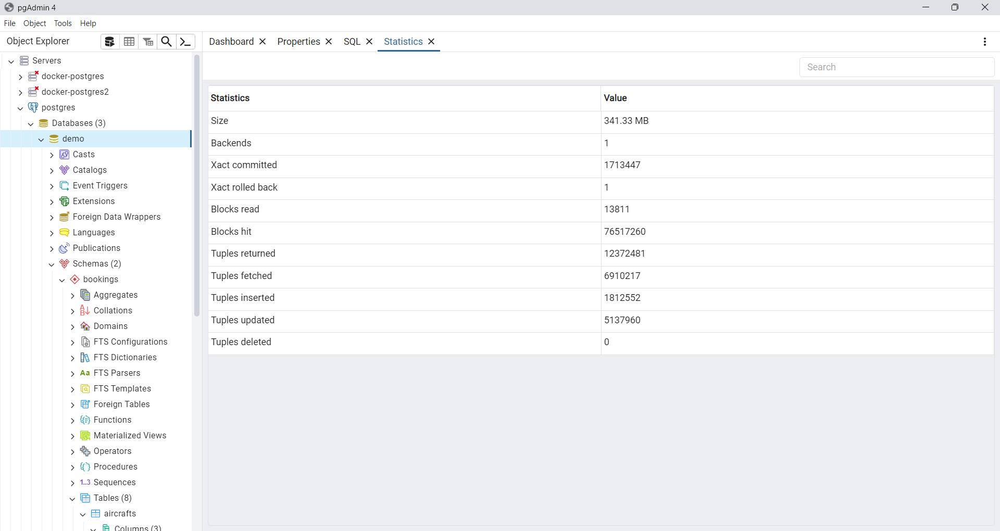 pgAdmin 4
File Object Tools Help
Object Explorer
Dashboard Properties SQL Statistics
Search
Servers
docker-postgres
docker-postgres2
postgres
Databases (3)
demo
Casts
Catalogs
Event Triggers
Extensions
Foreign Data Wrappers
Languages
Publications
Schemas (2)
bookings
Aggregates
Collations
Domains
FTS Configurations
FTS Dictionaries
Aa FTS Parsers
FTS Templates
Foreign Tables
Functions
Materialized Views
Operators
Procedures
1..3 Sequences
Tables (8)
aircrafts
Columns (3)
Statistics Value
Size 341.33 MB
Backends 1
Xact committed 1713447
Xact rolled back 1
Blocks read 13811
Blocks hit 76517260
Tuples returned 12372481
Tuples fetched 6910217
Tuples inserted 1812552
Tuples updated 5137960
Tuples deleted 0